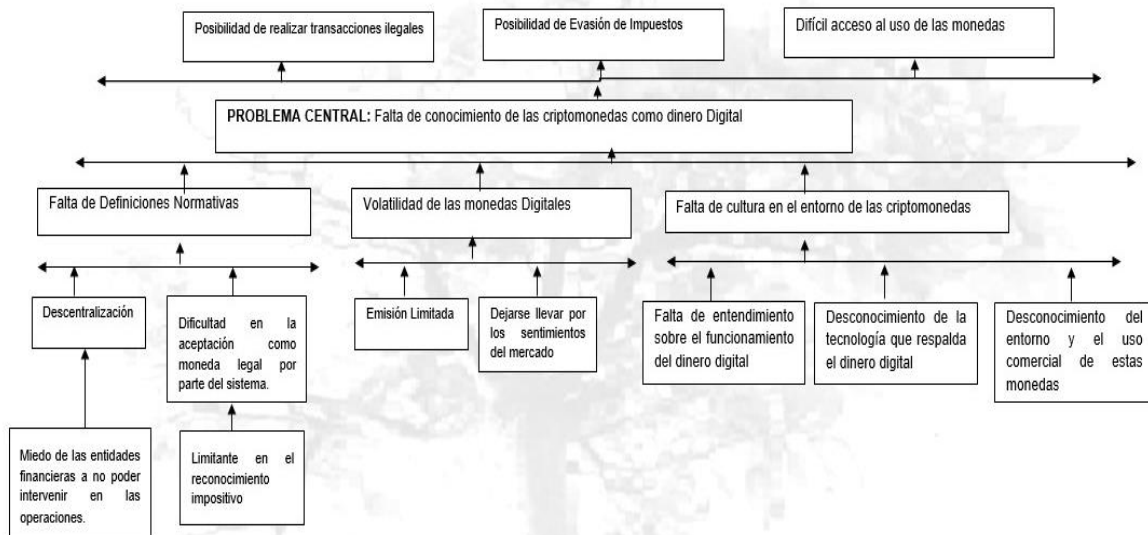 Posibilidad de realizar transacciones ilegales
Posibilidad de Evasión de Impuestos
Difícil acceso al uso de las monedas
PROBLEMA CENTRAL: Falta de conocimiento de las criptomonedas como dinero Digital
Falta de Definiciones Normativas
Volatilidad de las monedas Digitales
Falta de cultura en el entorno de las criptomonedas
Descentralización
Dificultad en la
aceptación como
moneda legal por
parte del sistema.
Emisión Limitada
Dejarse llevar por
los sentimientos
del mercado
Falta de entendimiento
sobre el funcionamiento
del dinero digital
Desconocimiento de la
tecnología que respalda
el dinero digital
Desconocimiento del
entorno y el uso
comercial de estas
monedas
Miedo de las entidades
financieras a no poder
intervenir en las
operaciones.
Limitante en el
reconocimiento
impositivo